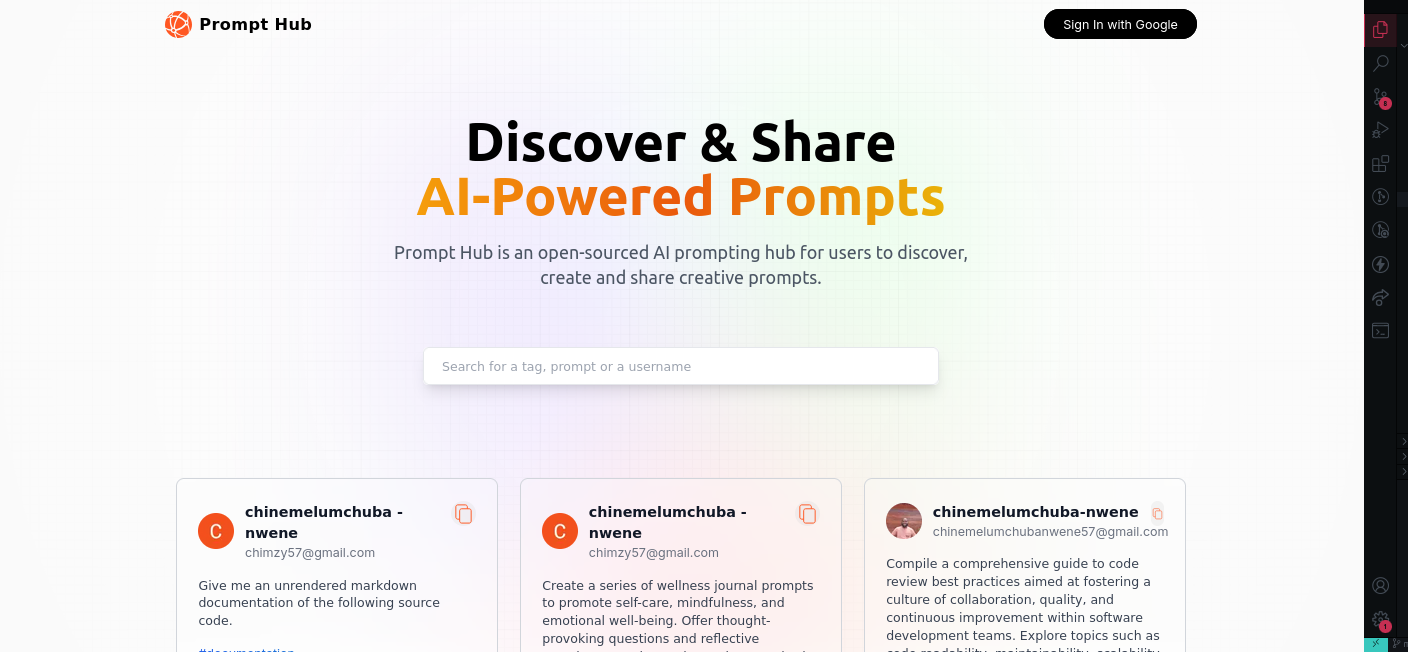 Prompt Hub
Sign In with Google
Discover & Share
AI-Powered Prompts
Prompt Hub is an open-sourced AI prompting hub for users to discover,
create and share creative prompts.
Search for a tag, prompt or a username
chinemelumchuba -
nwene
chimzy57@gmail.com
Give me an unrendered markdown
documentation of the following source
code.
chinemelumchuba -
nwene
chimzy57@gmail.com
Create a series of wellness journal prompts
to promote self-care, mindfulness, and
emotional well-being. Offer thought-
provoking questions and reflective
chinemelumchuba-nwene
chinemelumchubanwene57@gmail.com
Compile a comprehensive guide to code
review best practices aimed at fostering a
culture of collaboration, quality, and
continuous improvement within software
development teams. Explore topics such as
C
C
1